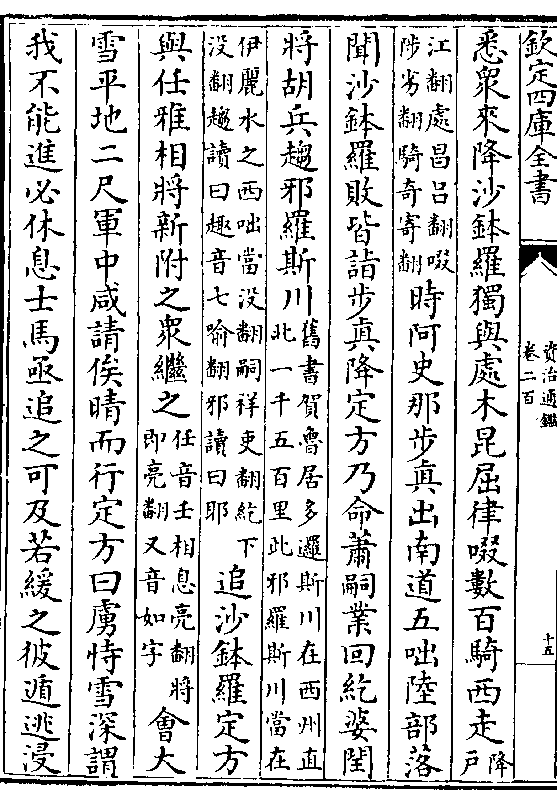 欽定四庫全書
資治通鑑
卷二百
十五
悉衆來降沙鉢羅獨與處木昆屈律啜數百騎西走
降户
江翻處昌吕翻啜
陟劣翻騎奇寄翻
時阿史那步真出南道五咄陸部落
聞沙鉢羅敗皆詣步真降定方乃命蕭嗣業回紇婆閏
將胡兵趨邪羅斯川
舊書賀魯居多邏斯川在西州直
北一千五百里此邪羅斯川當在
伊麗水之西咄當没翻嗣祥吏翻紇下
没翻趨讀曰趣音七喻翻邪讀曰耶
追沙鉢羅定方
與任雅相將新附之衆繼之
任音壬相息亮翻將
即亮翻又音如字
會大
雪平地二尺軍中咸請俟晴而行定方曰虜恃雪深謂
我不能進必休息士馬亟追之可及若緩之彼遁逃浸